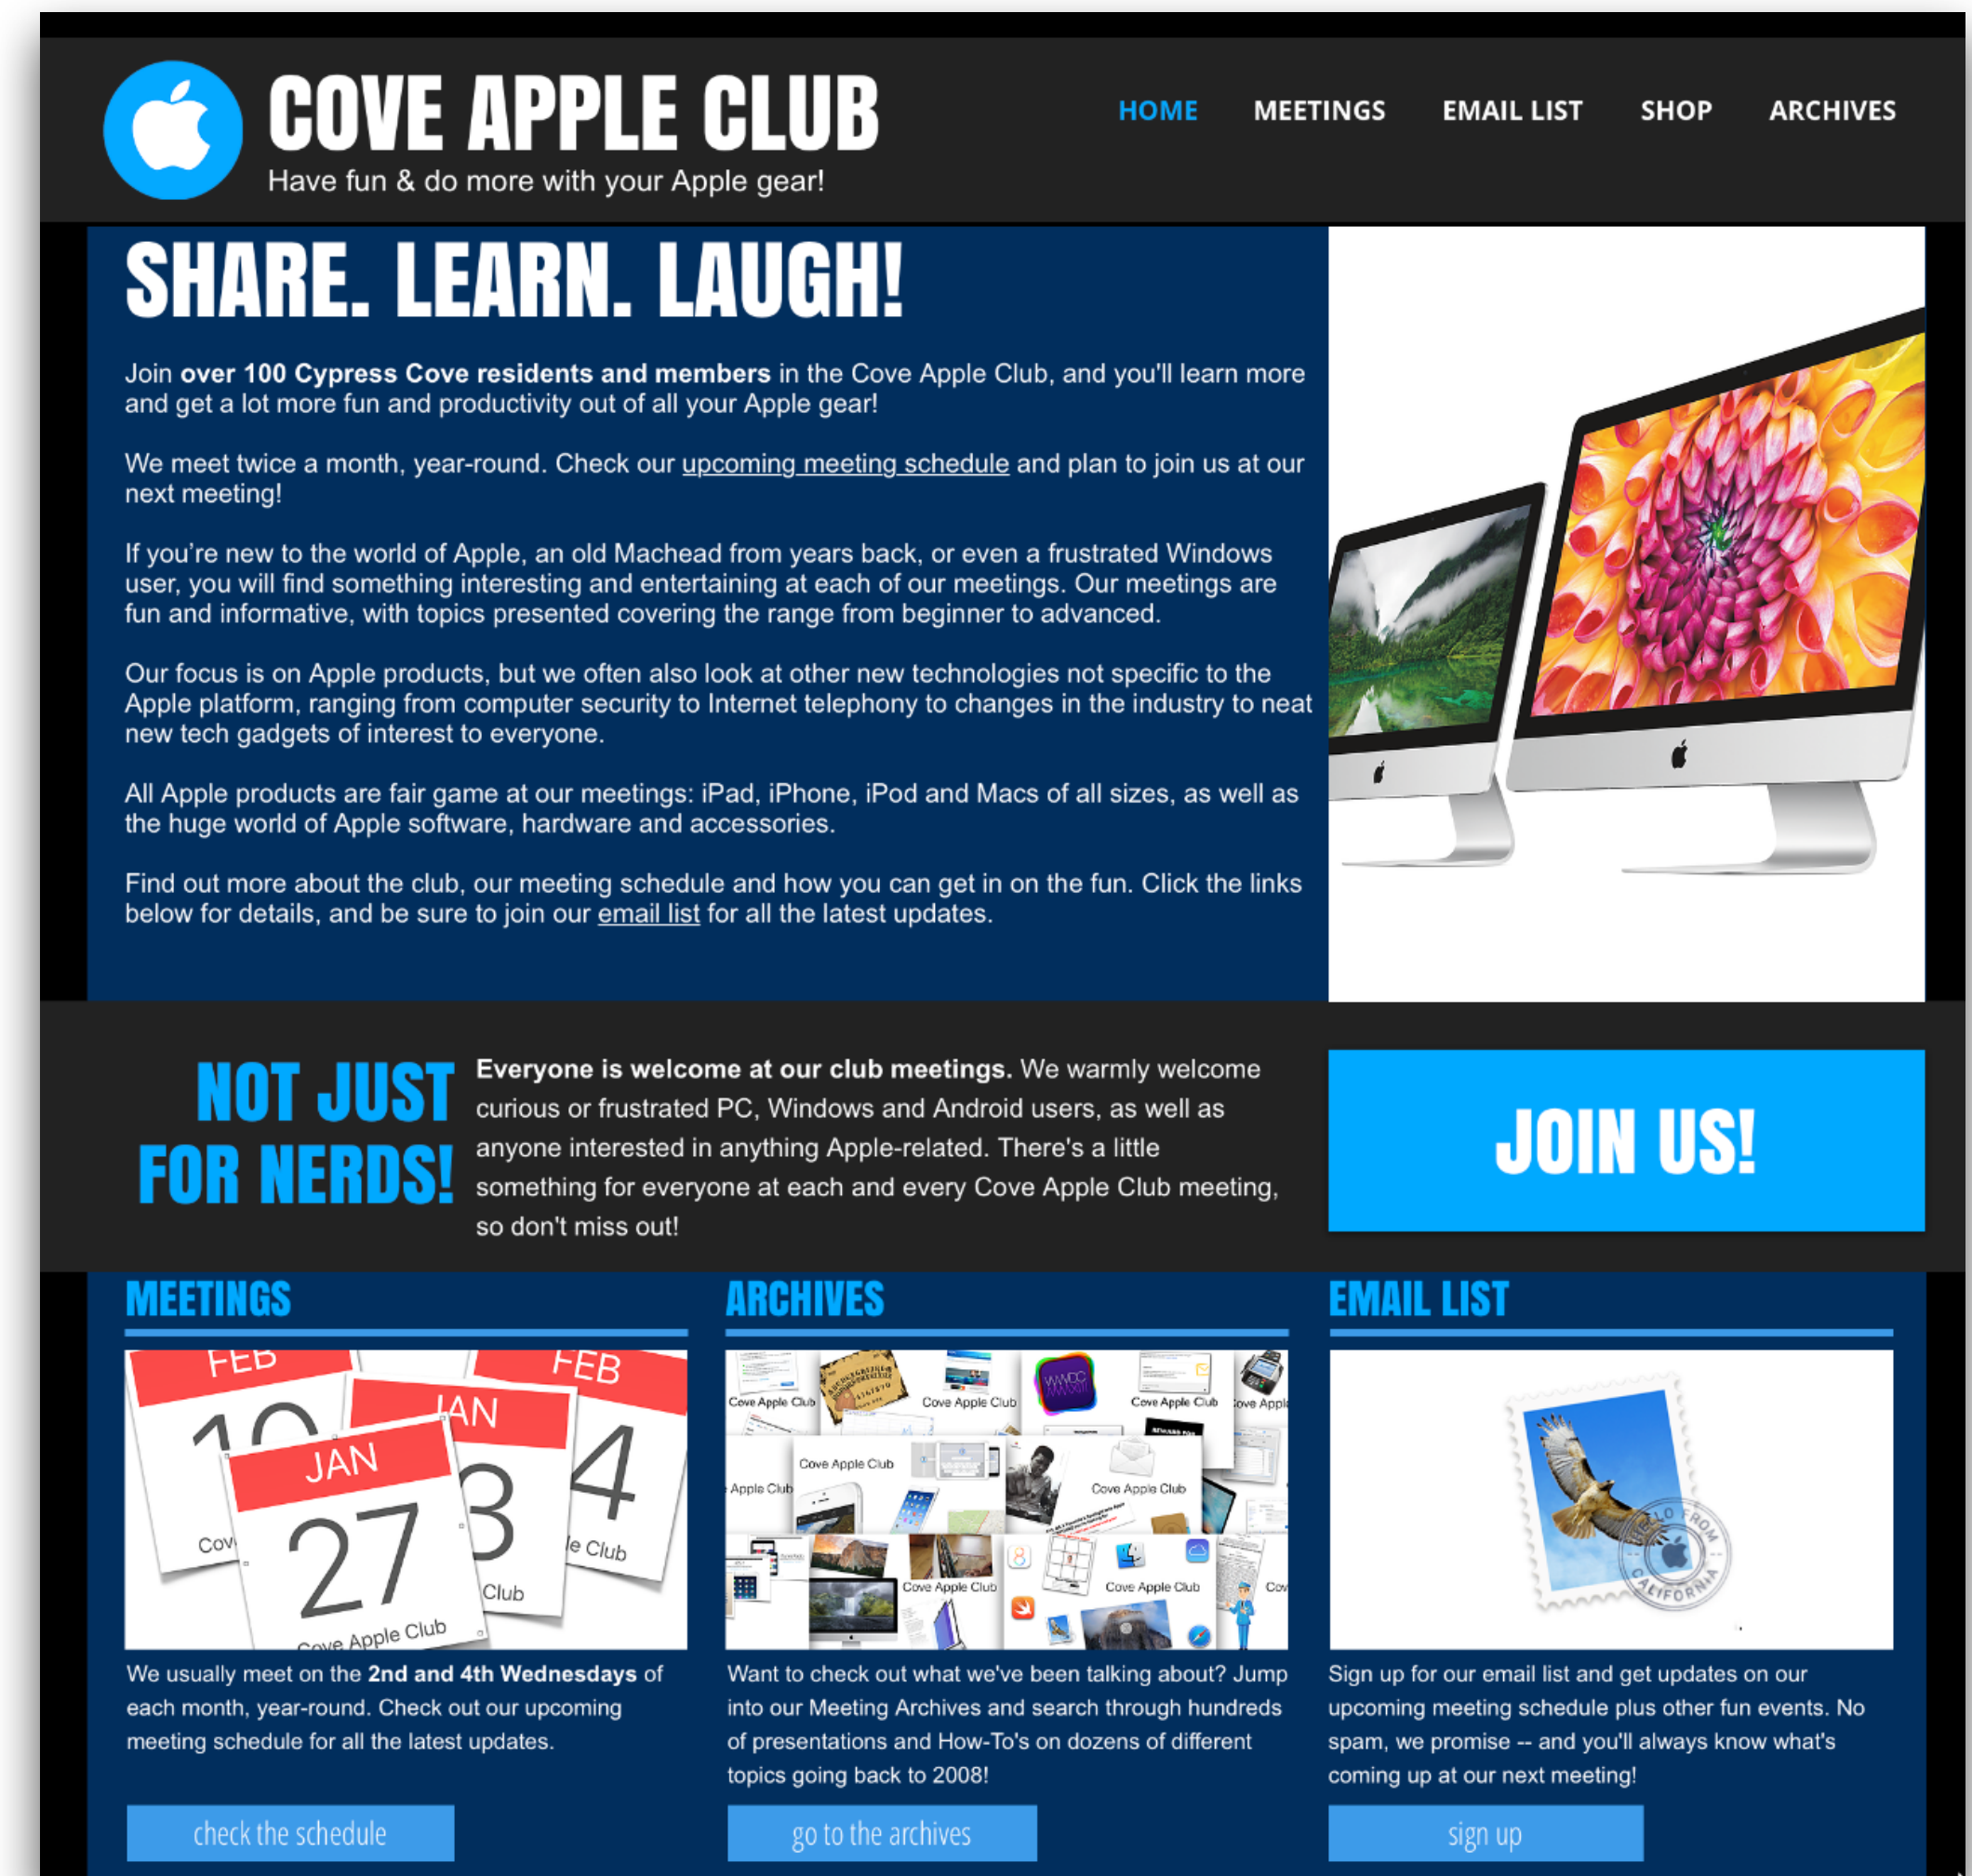 COVE APPLE CLUB
Have fun & do more with your Apple gear!
HOME MEETINGS EMAIL LIST SHOP ARCHIVES
SHARE. LEARN. LAUGH!
Join over 100 Cypress Cove residents and members in the Cove Apple Club, and you'll learn more
and get a lot more fun and productivity out of all your Apple gear!
We meet twice a month, year-round. Check our upcoming meeting schedule and plan to join us at our
next meeting!
If you’re new to the world of Apple, an old Machead from years back, or even a frustrated Windows
user, you will find something interesting and entertaining at each of our meetings. Our meetings are
fun and informative, with topics presented covering the range from beginner to advanced.
Our focus is on Apple products, but we often also look at other new technologies not specific to the
Apple platform, ranging from computer security to Internet telephony to changes in the industry to neat
new tech gadgets of interest to everyone.
All Apple products are fair game at our meetings: iPad, iPhone, iPod and Macs of all sizes, as well as
the huge world of Apple software, hardware and accessories.
Find out more about the club, our meeting schedule and how you can get in on the fun. Click the links
below for details, and be sure to join our email list for all the latest updates.
NOT JUST
FOR NERDS!
Everyone is welcome at our club meetings. We warmly welcome
curious or frustrated PC, Windows and Android users, as well as
anyone interested in anything Apple-related. There's a little
something for everyone at each and every Cove Apple Club meeting,
so don't miss out!
JOIN US!
MEETINGS
FEB
FEB
JAN
4
JAN
27
Club
Club
Cove Apple Club
We usually meet on the 2nd and 4th Wednesdays of
each month, year-round. Check out our upcoming
meeting schedule for all the latest updates.
check the schedule
ARCHIVES
WWDC
Cove Apple Club
Cove Apple Club
Cove Apple Club
Cove Apple Club
Apple Club
Cove Apple Club
Cove Apple Club
8
Cove Apple Club
Want to check out what we've been talking about? Jump
into our Meeting Archives and search through hundreds
of presentations and How-To's on dozens of different
topics going back to 2008!
go to the archives
EMAIL LIST
HELLO FROM
CALIFORNIA
Sign up for our email list and get updates on our
upcoming meeting schedule plus other fun events. No
spam, we promise -- and you'll always know what's
coming up at our next meeting!
sign up